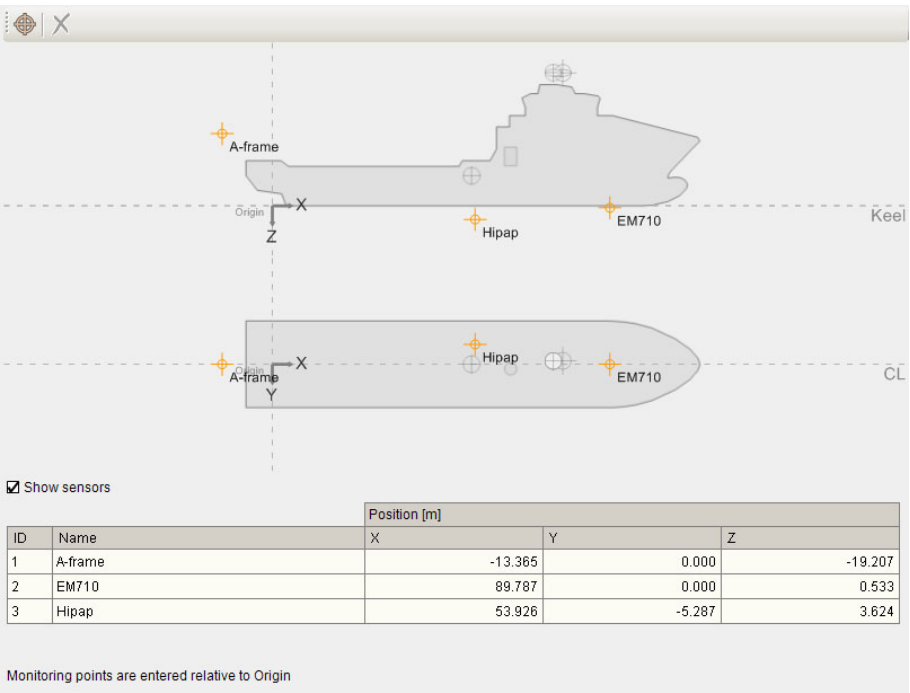 A-frame
Origin
X
Z
Hipap
EM710
Keel
Origin
X
A-frame
Y
Hipap
EM710
CL
Show sensors
Position [m]
ID Name X Y Z
1 A-frame -13.365 0.000 -19.207
2 EM710 89.787 0.000 0.533
3 Hipap 53.926 -5.287 3.624
Monitoring points are entered relative to Origin